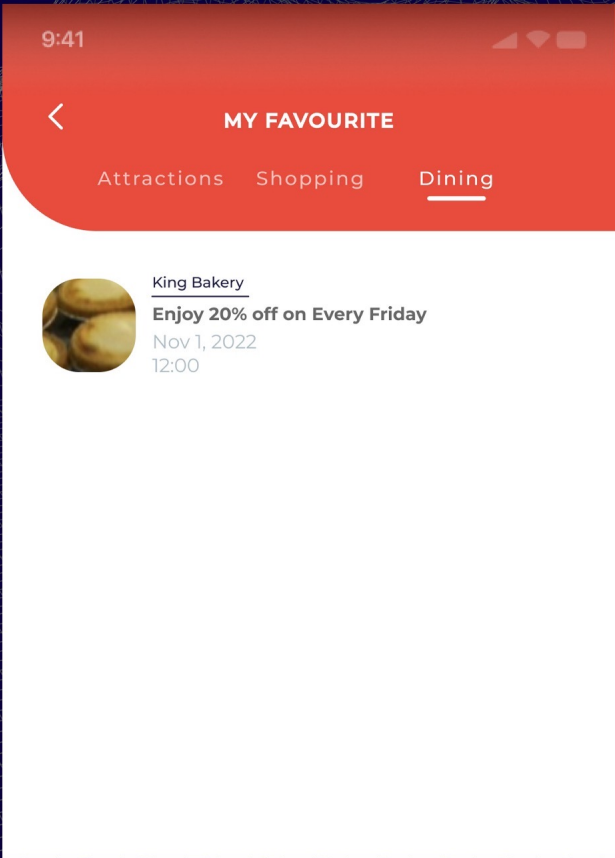 9:41
MY FAVOURITE
Attractions Shopping Dining
King Bakery
Enjoy 20% off on Every Friday
Nov 1, 2022
12:00